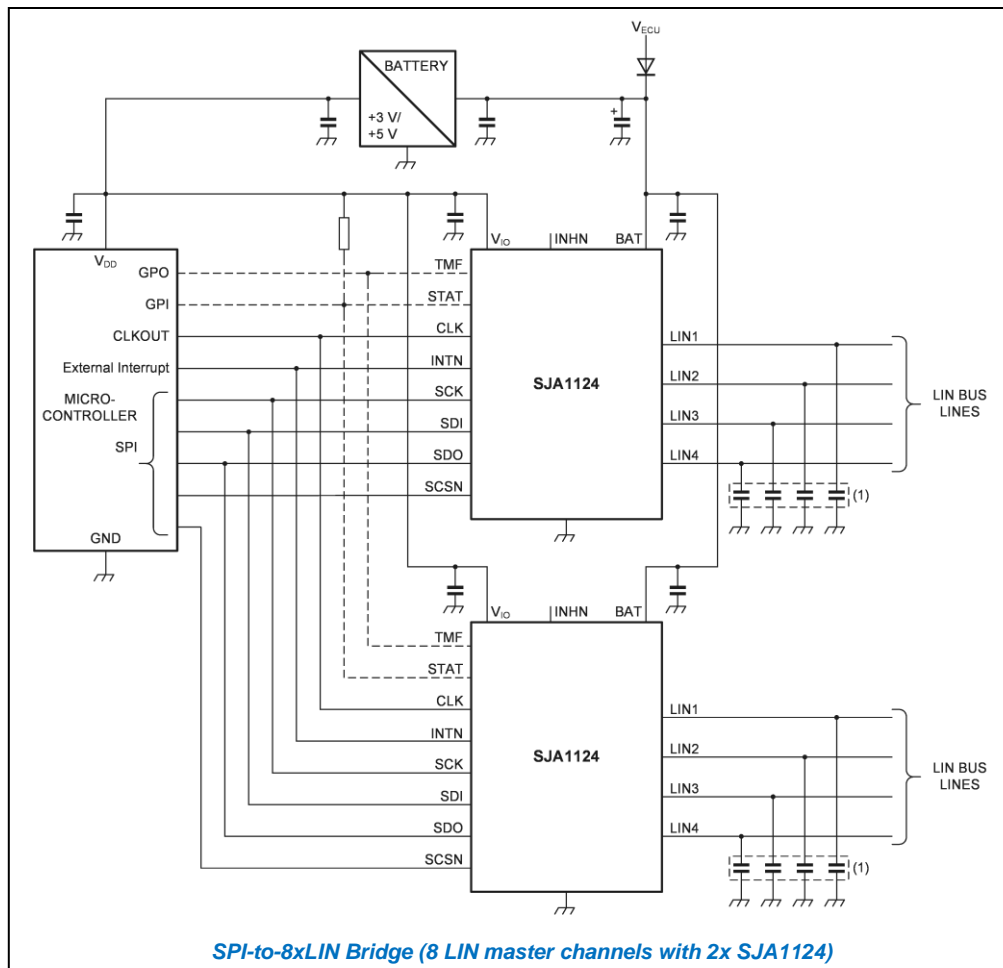 VECU
BATTERY
+3 V/
+5 V
+
VIO
INHN
BAT
VDD
GPO
GPI
CLKOUT
External Interrupt
MICRO-
CONTROLLER
SPI
GND
TMF
STAT
CLK
INTN
SCK
SDI
SDO
SCSN
SJA1124
LIN1
LIN2
LIN3
LIN4
LIN BUS
LINES
(1)
VIO
INHN
BAT
TMF
STAT
CLK
INTN
SCK
SDI
SDO
SCSN
SJA1124
LIN1
LIN2
LIN3
LIN4
LIN BUS
LINES
(1)
SPI-to-8xLIN Bridge (8 LIN master channels with 2x SJA1124)